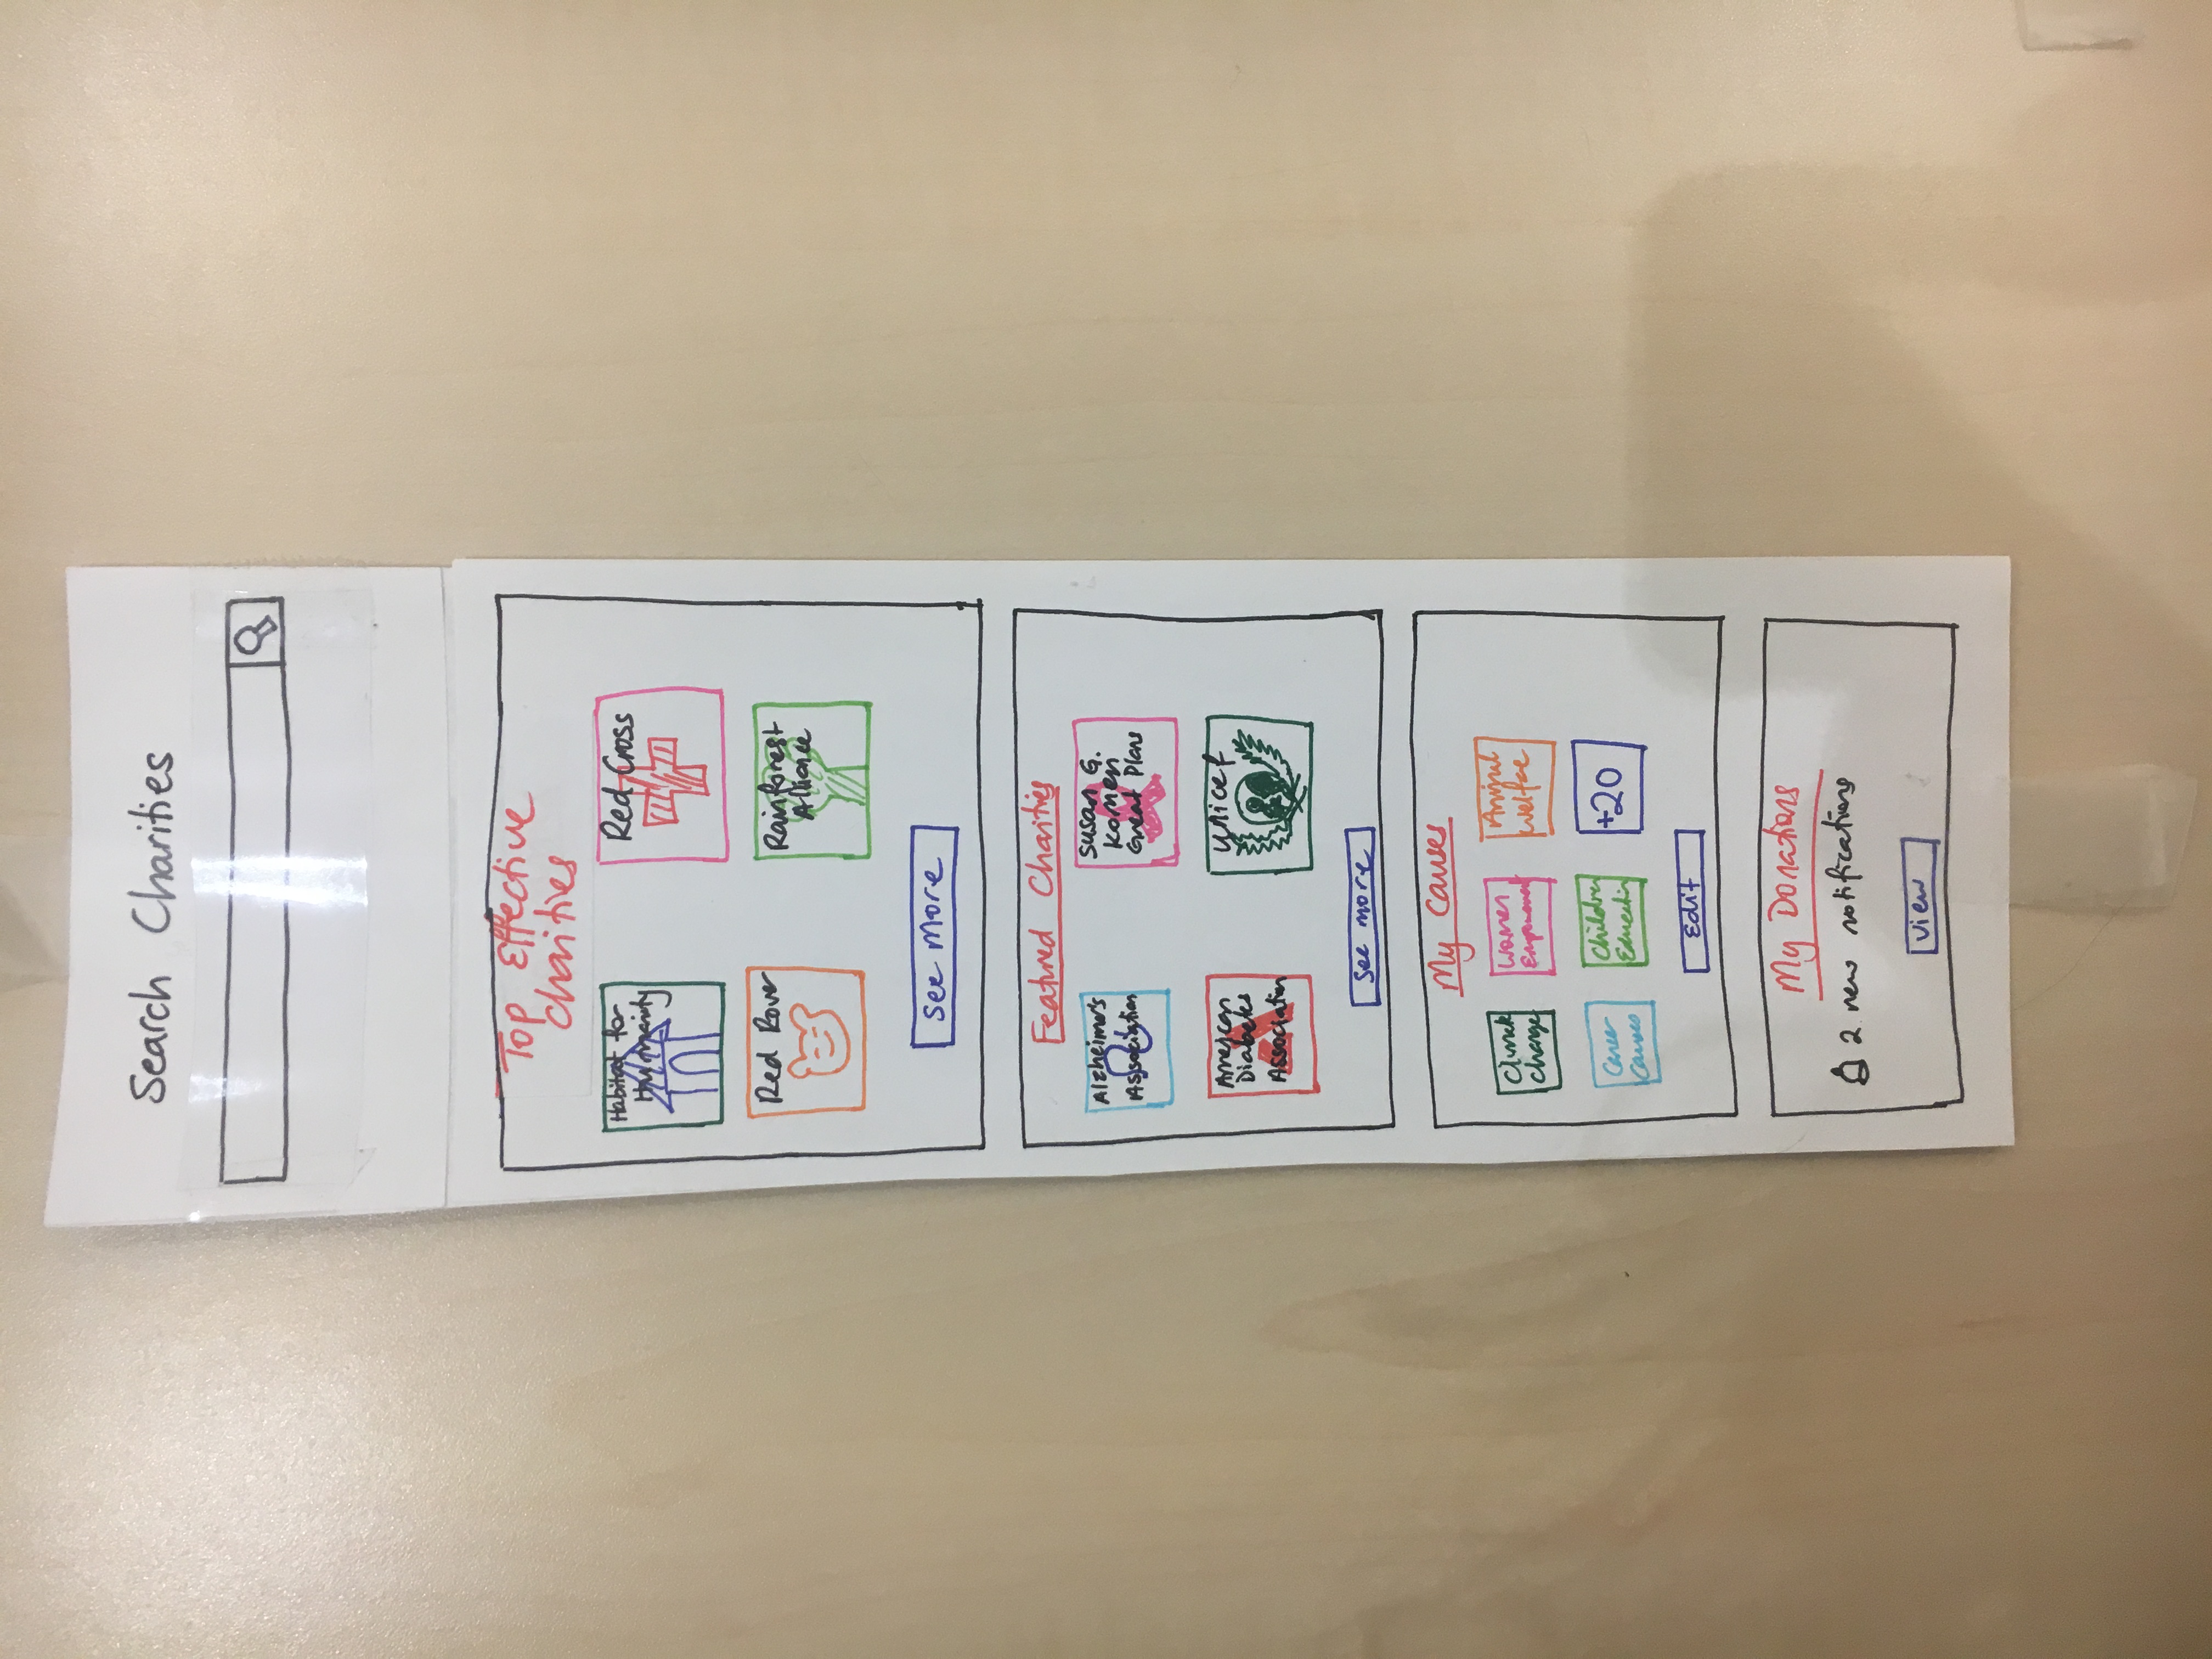 Search Charities
Top Effective
Chaities
Habitat for
Humanity
Red Cross
Red Rover
Rainforest
Alliance
See More
Featured Charities
Alzheimer's
Association
Susan G.
Komen
Great Plans
American
Diabetes
Association
Unicef
See more
My Causes
Climate
Change
Women
Empowerment
Animal
Welfare
Cancer
Causes
Children
Education
+20
Edit
My Donations
2 new notifications
View